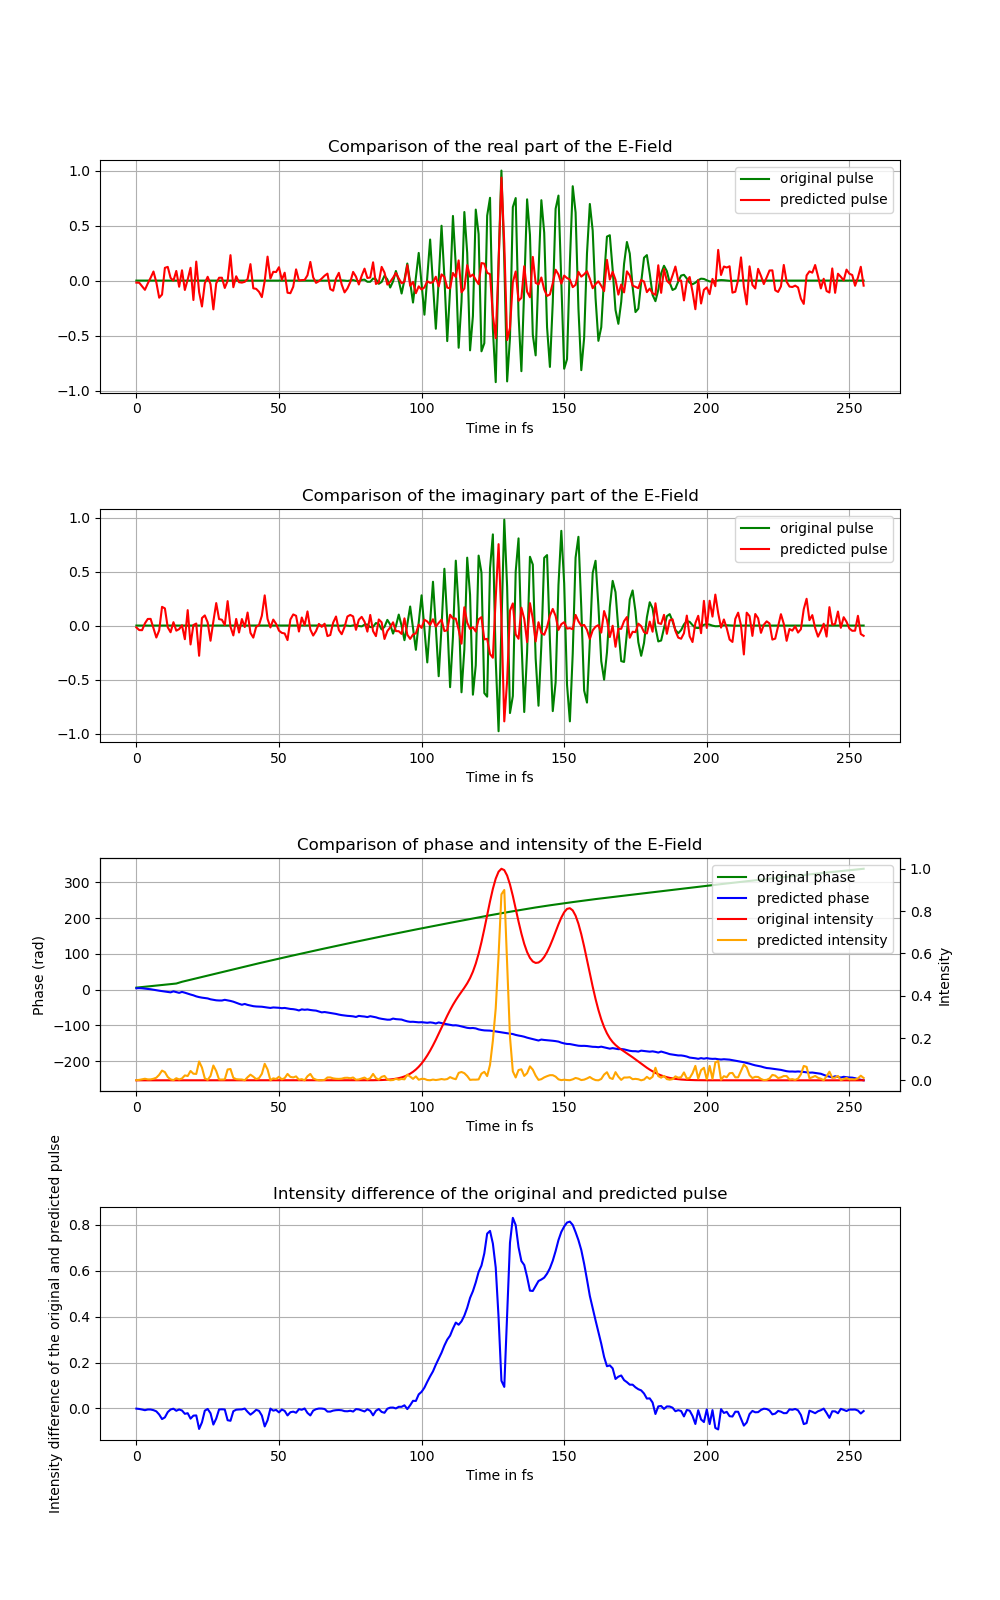 Comparison of the real part of the E-Field
1.0
0.5
0.0
−0.5
−1.0
original pulse
predicted pulse
0 50 100 150 200 250
Time in fs
Comparison of the imaginary part of the E-Field
1.0
0.5
0.0
−0.5
−1.0
original pulse
predicted pulse
0 50 100 150 200 250
Time in fs
Comparison of phase and intensity of the E-Field
Phase (rad)
300
200
100
0
−100
−200
original phase
predicted phase
original intensity
predicted intensity
1.0
0.8
0.6
0.4
0.2
0.0
Intensity
0 50 100 150 200 250
Time in fs
Intensity difference of the original and predicted pulse
Intensity difference of the original and predicted pulse
0.8
0.6
0.4
0.2
0.0
0 50 100 150 200 250
Time in fs